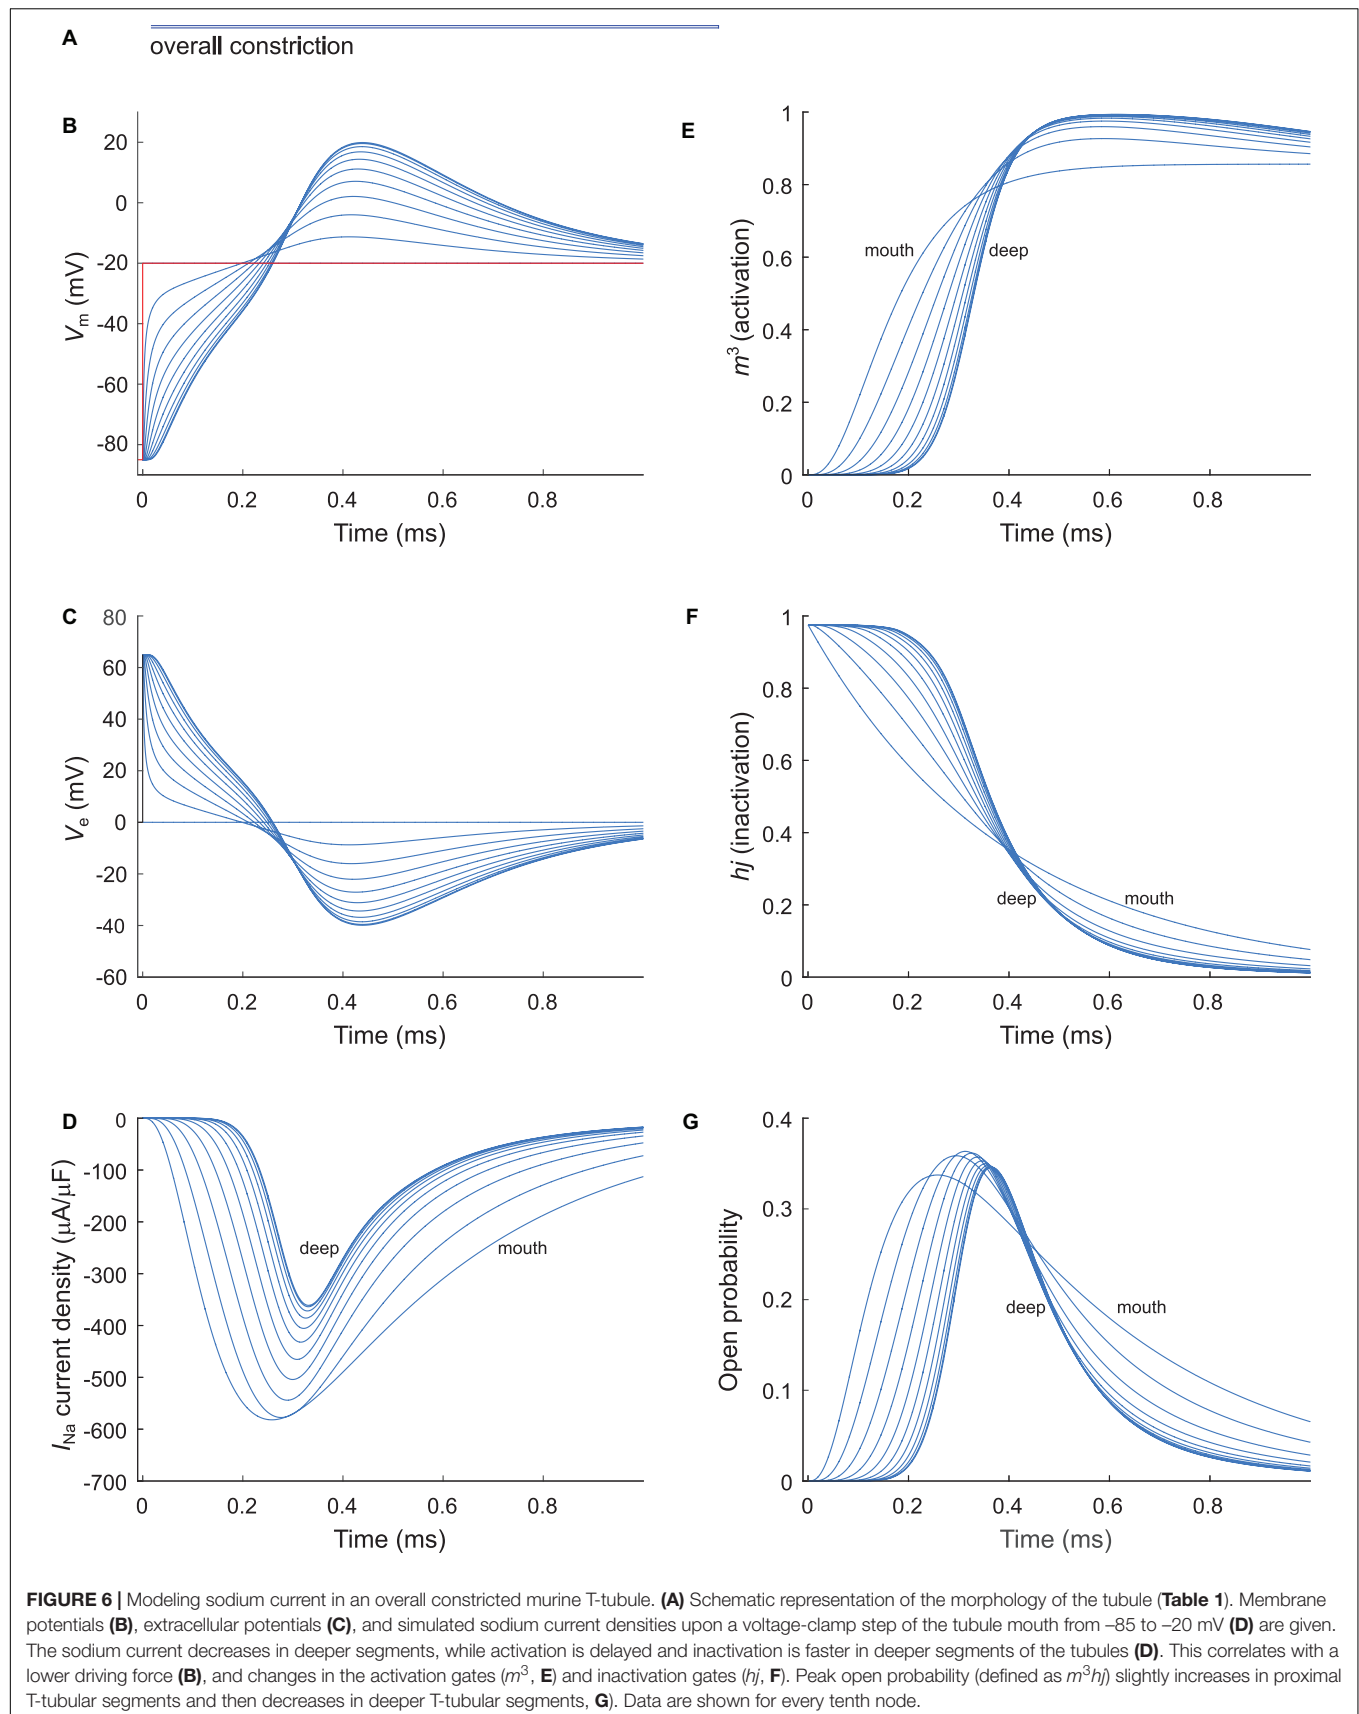 A
overall constriction
B
20
0
-20
-40
-60
-80
Vm (mV)
0 0.2 0.4 0.6 0.8
Time (ms)
E
1
0.8
0.6
0.4
0.2
0
m3 (activation)
mouth
deep
0 0.2 0.4 0.6 0.8
Time (ms)
C
80
60
40
20
0
-20
-40
-60
Ve (mV)
0 0.2 0.4 0.6 0.8
Time (ms)
F
1
0.8
0.6
0.4
0.2
0
hj (inactivation)
deep
mouth
0 0.2 0.4 0.6 0.8
Time (ms)
D
0
-100
-200
-300
-400
-500
-600
-700
INa current density (μA/μF)
deep
mouth
0 0.2 0.4 0.6 0.8
Time (ms)
G
0.4
0.3
0.2
0.1
0
Open probability
deep
mouth
0 0.2 0.4 0.6 0.8
Time (ms)
FIGURE 6 | Modeling sodium current in an overall constricted murine T-tubule. (A) Schematic representation of the morphology of the tubule (Table 1). Membrane
potentials (B), extracellular potentials (C), and simulated sodium current densities upon a voltage-clamp step of the tubule mouth from –85 to –20 mV (D) are given.
The sodium current decreases in deeper segments, while activation is delayed and inactivation is faster in deeper segments of the tubules (D). This correlates with a
lower driving force (B), and changes in the activation gates (m3, E) and inactivation gates (hj, F). Peak open probability (defined as m3hj) slightly increases in proximal
T-tubular segments and then decreases in deeper T-tubular segments, G). Data are shown for every tenth node.